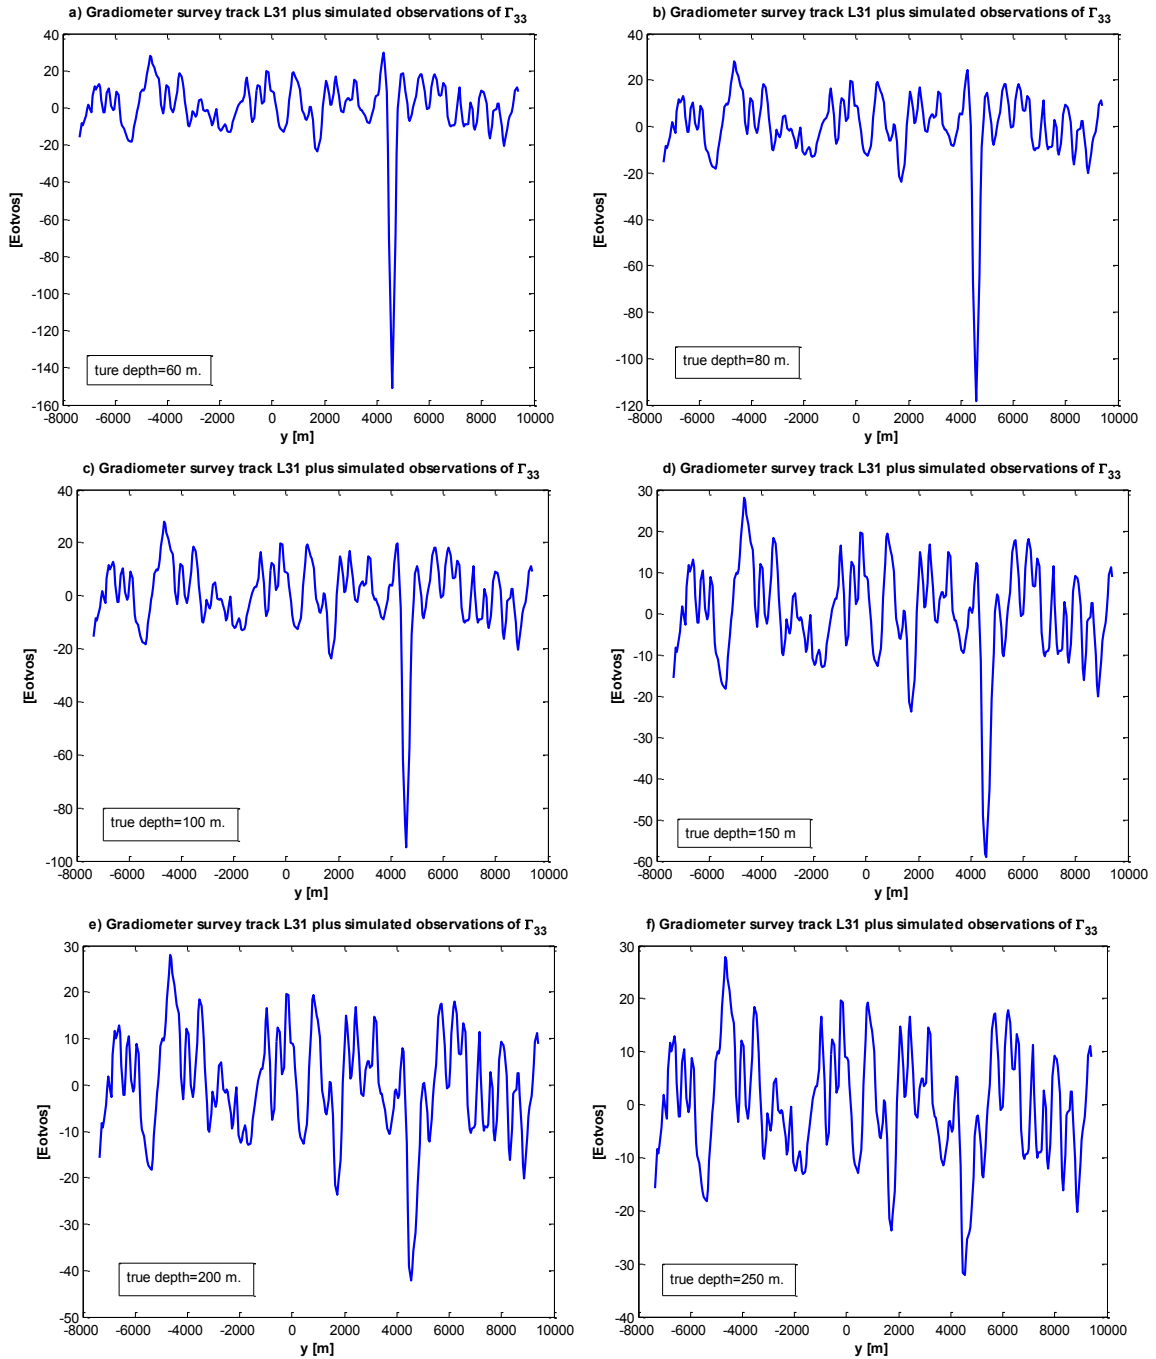 a) Gradiometer survey track L31 plus simulated observations of Γ33
40
20
0
-20
-40
-60
-80
-100
-120
-140
-160
[Eotvos]
ture depth=60 m.
-8000 -6000 -4000 -2000 0 2000 4000 6000 8000 10000
y [m]
b) Gradiometer survey track L31 plus simulated observations of Γ33
40
20
0
-20
-40
-60
-80
-100
-120
[Eotvos]
true depth=80 m.
-8000 -6000 -4000 -2000 0 2000 4000 6000 8000 10000
y [m]
c) Gradiometer survey track L31 plus simulated observations of Γ33
40
20
0
-20
-40
-60
-80
-100
[Eotvos]
true depth=100 m.
-8000 -6000 -4000 -2000 0 2000 4000 6000 8000 10000
y [m]
d) Gradiometer survey track L31 plus simulated observations of Γ33
30
20
10
0
-10
-20
-30
-40
-50
-60
[Eotvos]
true depth=150 m
-8000 -6000 -4000 -2000 0 2000 4000 6000 8000 10000
y [m]
e) Gradiometer survey track L31 plus simulated observations of Γ33
30
20
10
0
-10
-20
-30
-40
-50
[Eotvos]
true depth=200 m.
-8000 -6000 -4000 -2000 0 2000 4000 6000 8000 10000
y [m]
f) Gradiometer survey track L31 plus simulated observations of Γ33
30
20
10
0
-10
-20
-30
-40
[Eotvos]
true depth=250 m.
-8000 -6000 -4000 -2000 0 2000 4000 6000 8000 10000
y [m]